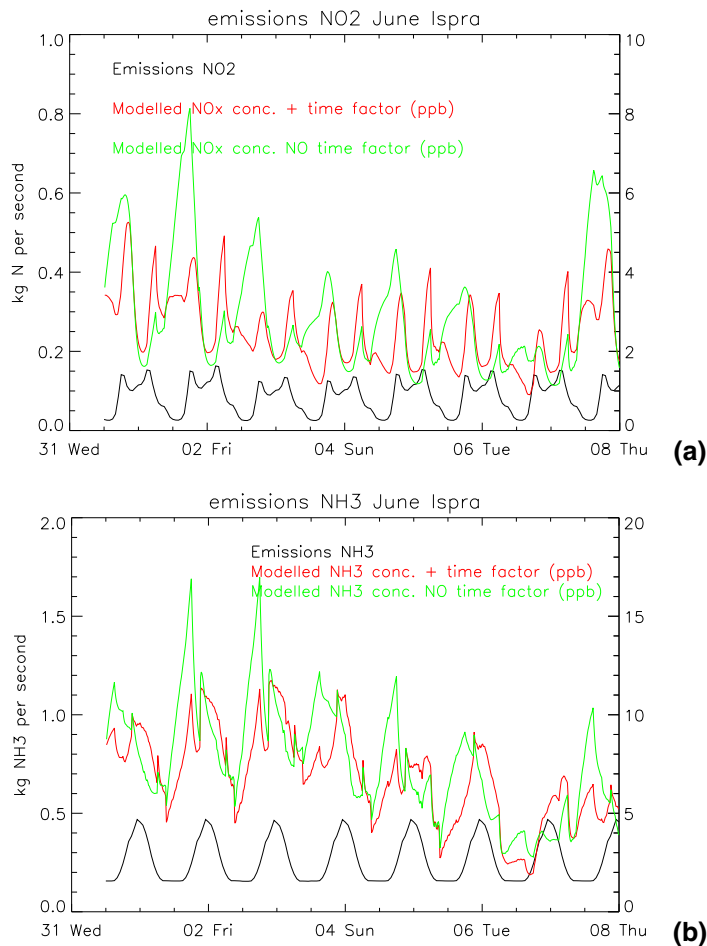 emissions NO2 June Ispra
1.0
10
Emissions NO2
0.8
8
Modelled NOx conc. + time factor (ppb)
Modelled NOx conc. NO time factor (ppb)
0.6
6
kg N per second
0.4
4
0.2
2
0.0
0
31 Wed
02 Fri
04 Sun
06 Tue
08 Thu
(a)
emissions NH3 June Ispra
2.0
20
Emissions NH3
Modelled NH3 conc. + time factor (ppb)
Modelled NH3 conc. NO time factor (ppb)
1.5
15
kg NH3 per second
1.0
10
0.5
5
0.0
0
31 Wed
02 Fri
04 Sun
06 Tue
08 Thu
(b)